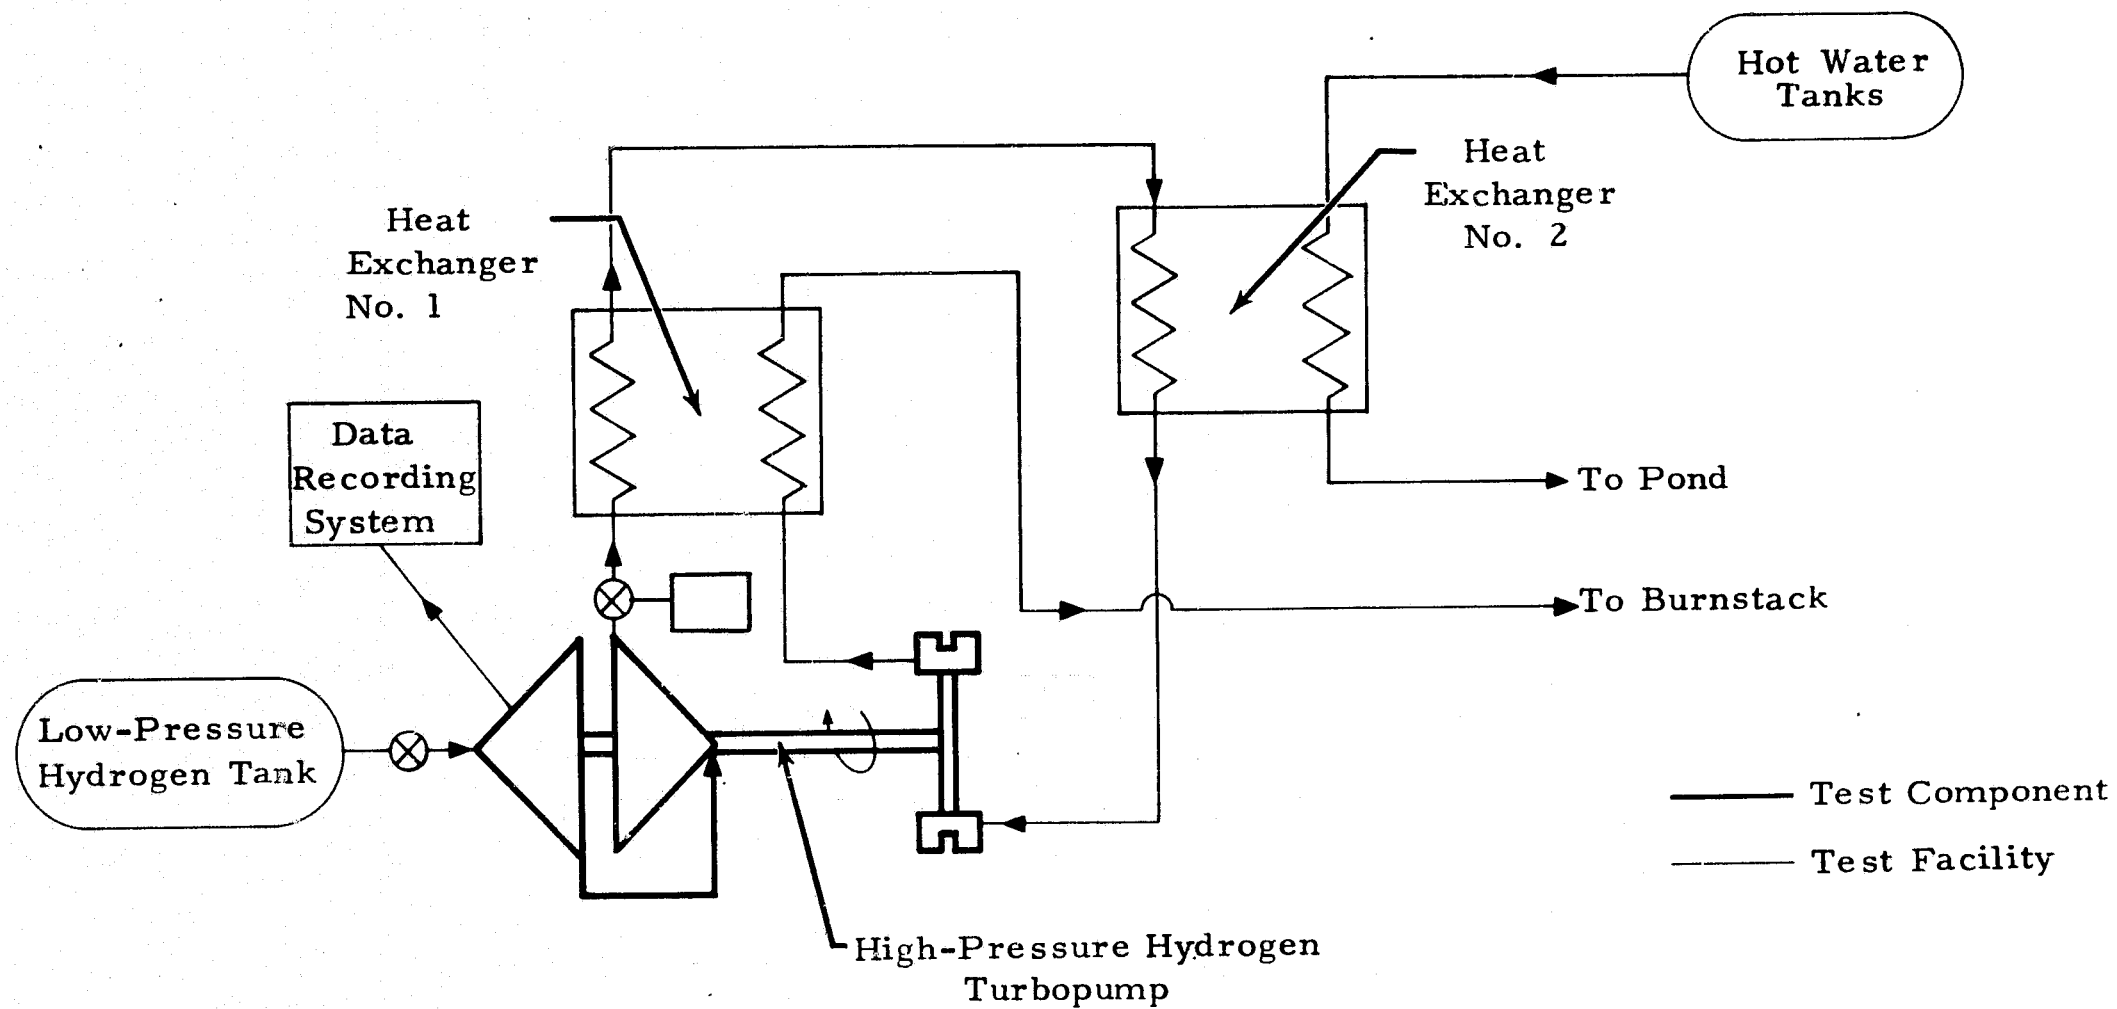 Hot Water
Tanks
Heat
Exchanger
No. 2
Heat
Exchanger
No. 1
Data
Recording
System
To Pond
To Burnstack
Low-Pressure
Hydrogen Tank
Test Component
Test Facility
High-Pressure Hydrogen
Turbopump